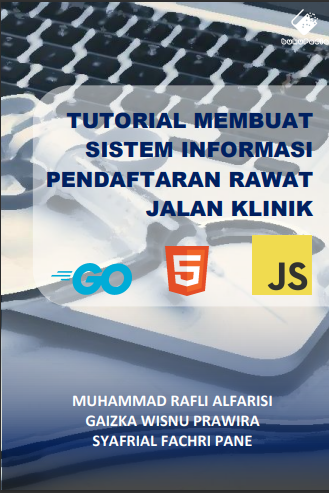 TUTORIAL MEMBUAT
SISTEM INFORMASI
PENDAFTARAN RAWAT
JALAN KLINIK
GO
5
JS
MUHAMMAD RAFLI ALFARISI
GAIZKA WISNU PRAWIRA
SYAFRIAL FACHRI PANE